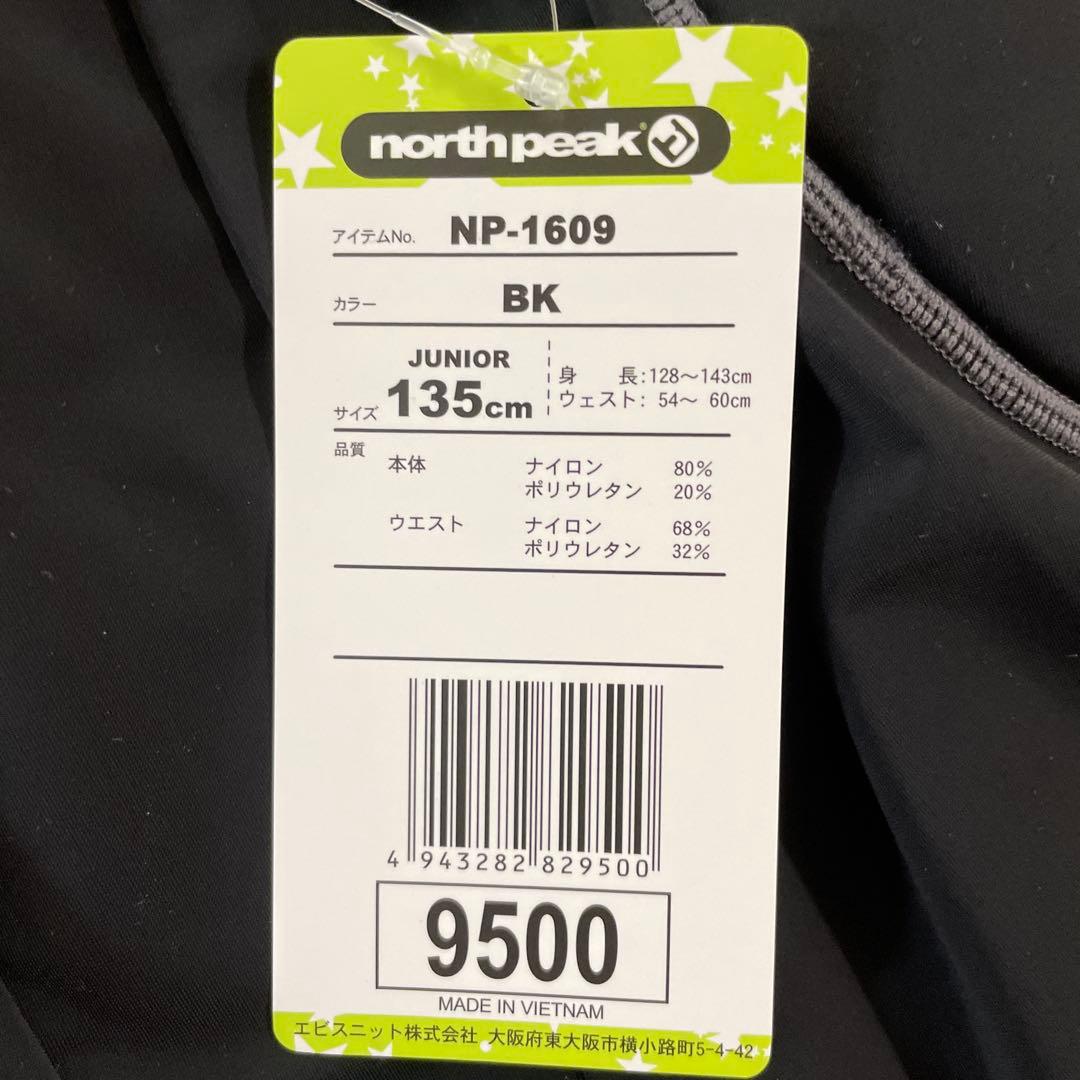 north peak
アイテムNo. NP-1609
カラー BK
JUNIOR
サイズ 135cm
身 長:128〜143cm
ウェスト: 54〜 60cm
品質
本体 ナイロン 80%
ポリウレタン 20%
ウエスト ナイロン 68%
ポリウレタン 32%
4 943282 829500
9500
MADE IN VIETNAM
エビスニット株式会社 大阪府東大阪市横小路町5-4-42